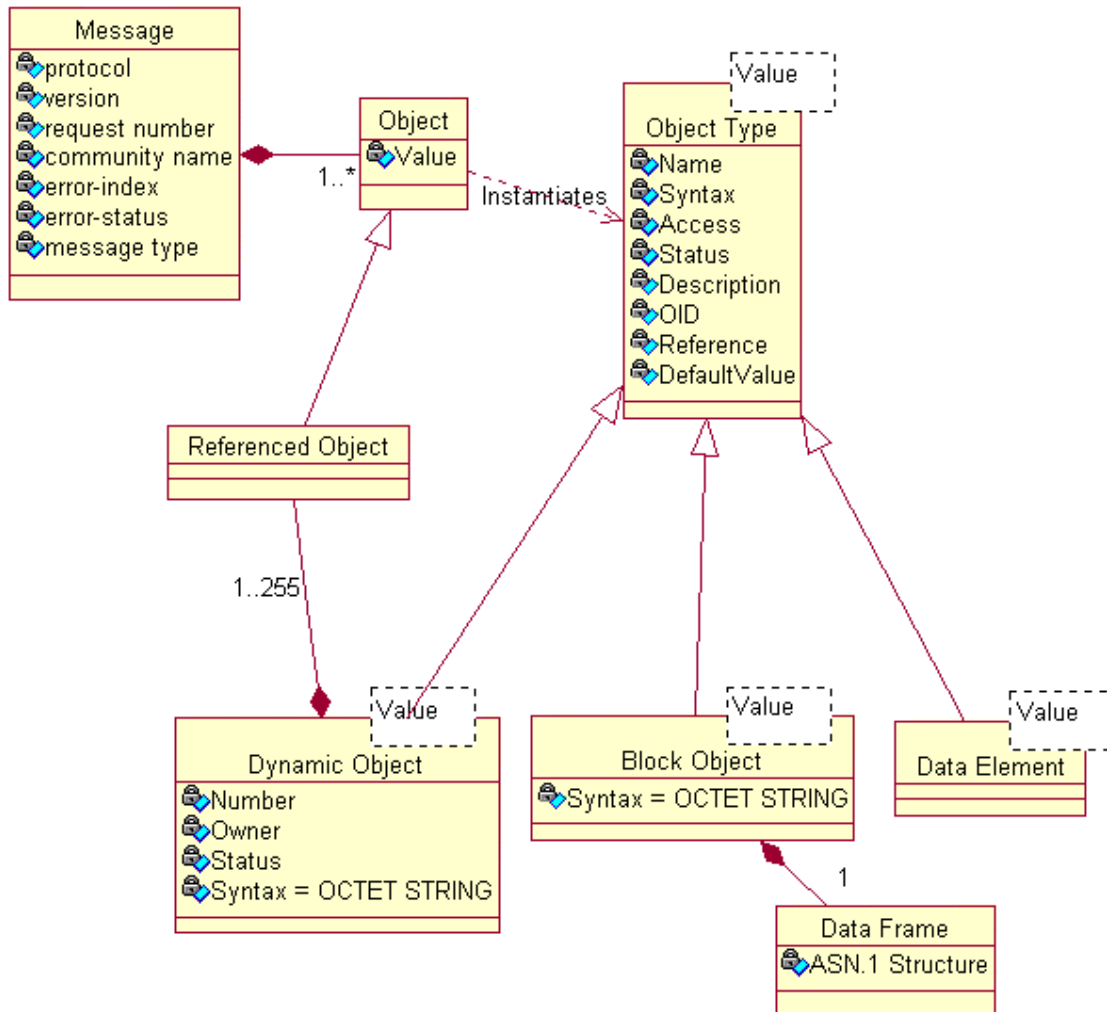 Message
protocol
version
request number
community name
error-index
error-status
message type
Object
Value
1..*
Instantiates
Value
Object Type
Name
Syntax
Access
Status
Description
OID
Reference
DefaultValue
Referenced Object
1..255
Value
Dynamic Object
Number
Owner
Status
Syntax = OCTET STRING
Value
Block Object
Syntax = OCTET STRING
Value
Data Element
1
Data Frame
ASN.1 Structure